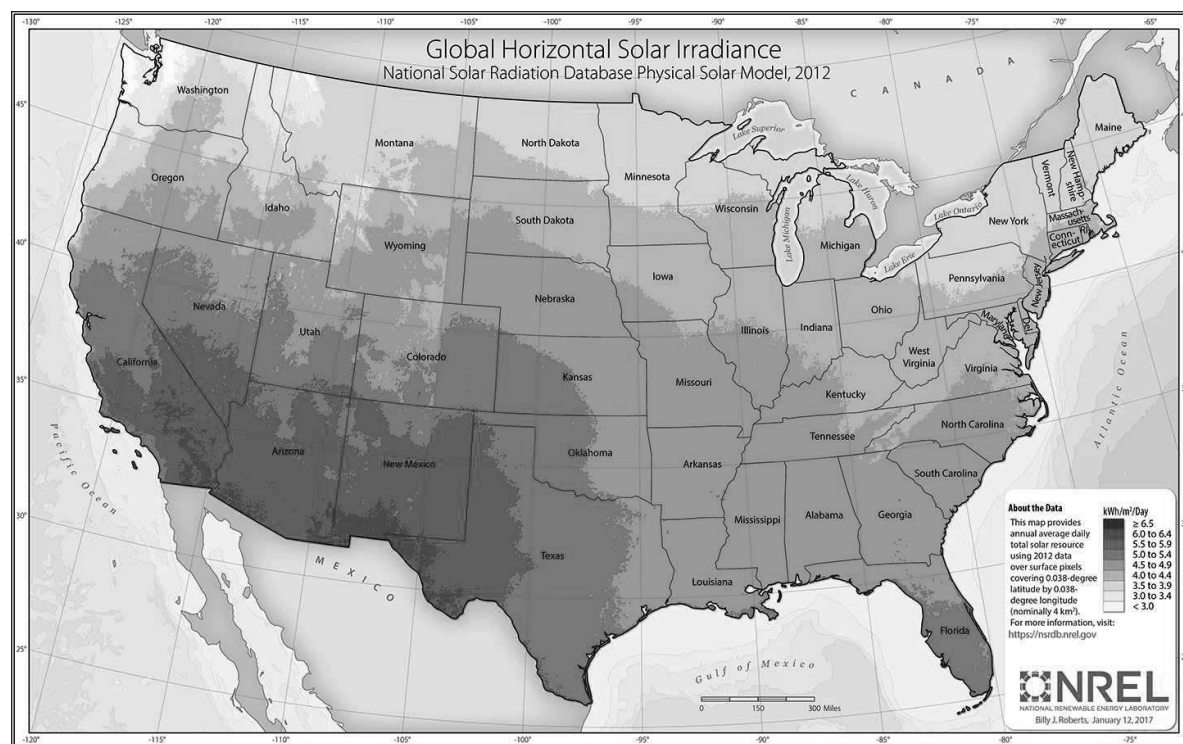 Global Horizontal Solar Irradiance
National Solar Radiation Database Physical Solar Model, 2012
-130°
-125°
-120°
-115°
-110°
-105°
-100°
-95°
-90°
-85°
-80°
-75°
-70°
65°
45°
40°
35°
30°
25°
CANADA
Washington
Oregon
Idaho
Montana
North Dakota
Minnesota
Wisconsin
Lake Superior
Lake Huron
Lake Michigan
Michigan
Lake Ontario
Lake Erie
New York
Vermont
New Hamp-
shire
Maine
Massach-
usetts
Conn-
ecticut
RI
South Dakota
Wyoming
Nebraska
Iowa
Illinois
Indiana
Ohio
Pennsylvania
New Jersey
Maryland
Del
West
Virginia
Virginia
Nevada
Utah
Colorado
Kansas
Missouri
Kentucky
California
Arizona
New Mexico
Oklahoma
Arkansas
Tennessee
North Carolina
South Carolina
Texas
Louisiana
Mississippi
Alabama
Georgia
Florida
Pacific Ocean
Atlantic Ocean
MEXICO
Gulf of Mexico
0 150 300 Miles
About the Data
This map provides
annual average daily
total solar resource
using 2012 data
over surface pixels
covering 0.038-degree
latitude by 0.038-
degree longitude
(nominally 4 km²).
For more information, visit:
https://nsrdb.nrel.gov
kWh/m²/Day
≥ 6.5
6.0 to 6.4
5.5 to 5.9
5.0 to 5.4
4.5 to 4.9
4.0 to 4.4
3.5 to 3.9
3.0 to 3.4
< 3.0
NREL
NATIONAL RENEWABLE ENERGY LABORATORY
Billy J. Roberts, January 12, 2017
-120°
-115°
-110°
-105°
-100°
-95°
-90°
-85°
-80°
-75°